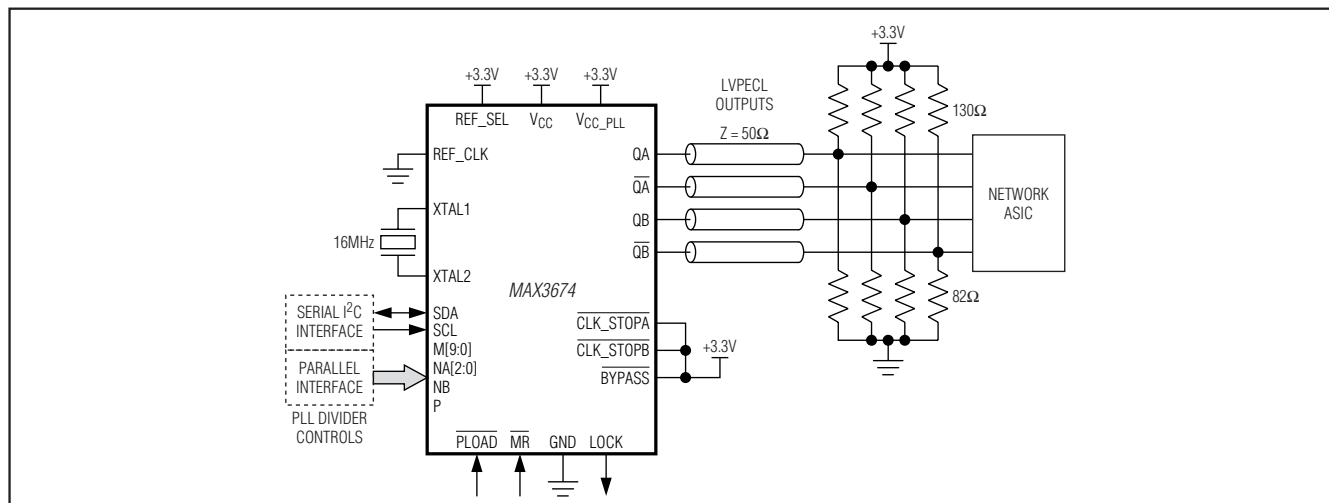 +3.3V
+3.3V
+3.3V
REF_SEL
VCC
VCC_PLL
REF_CLK
XTAL1
16MHz
XTAL2
MAX3674
SERIAL I²C
INTERFACE
SDA
SCL
M[9:0]
NA[2:0]
NB
P
PARALLEL
INTERFACE
PLL DIVIDER
CONTROLS
PLOAD
MR
GND
LOCK
QA
QA
QB
QB
CLK_STOPA
CLK_STOPB
BYPASS
+3.3V
LVPECL
OUTPUTS
Z = 50Ω
+3.3V
130Ω
82Ω
NETWORK
ASIC